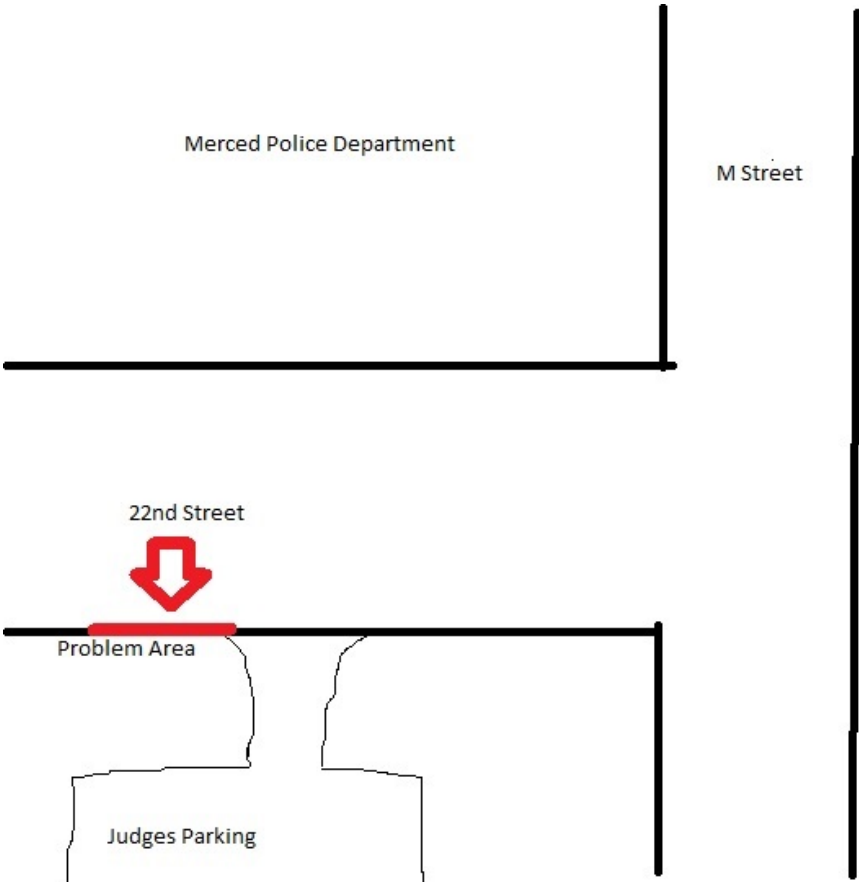 Merced Police Department
M Street
22nd Street
Problem Area
Judges Parking